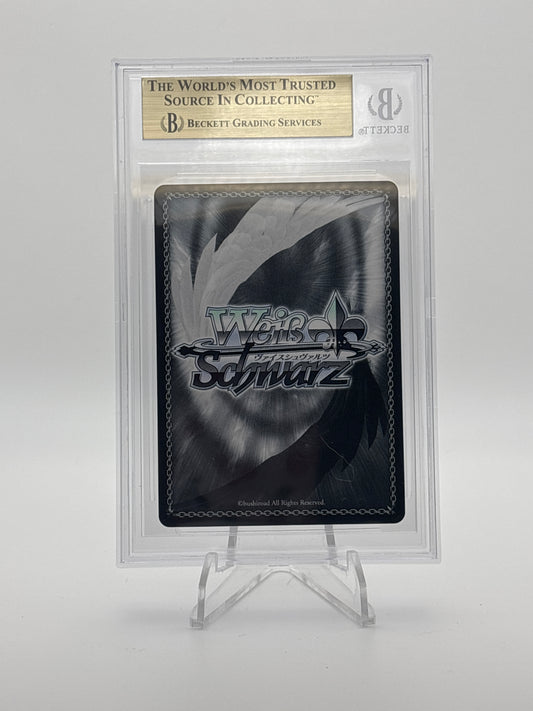 THE WORLD'S MOST TRUSTED
SOURCE IN COLLECTING™
B BECKETT GRADING SERVICES
B
BECKETT®
Weiß
ヴァイスシュヴァルツ
Schwarz
©bushiroad All Rights Reserved.